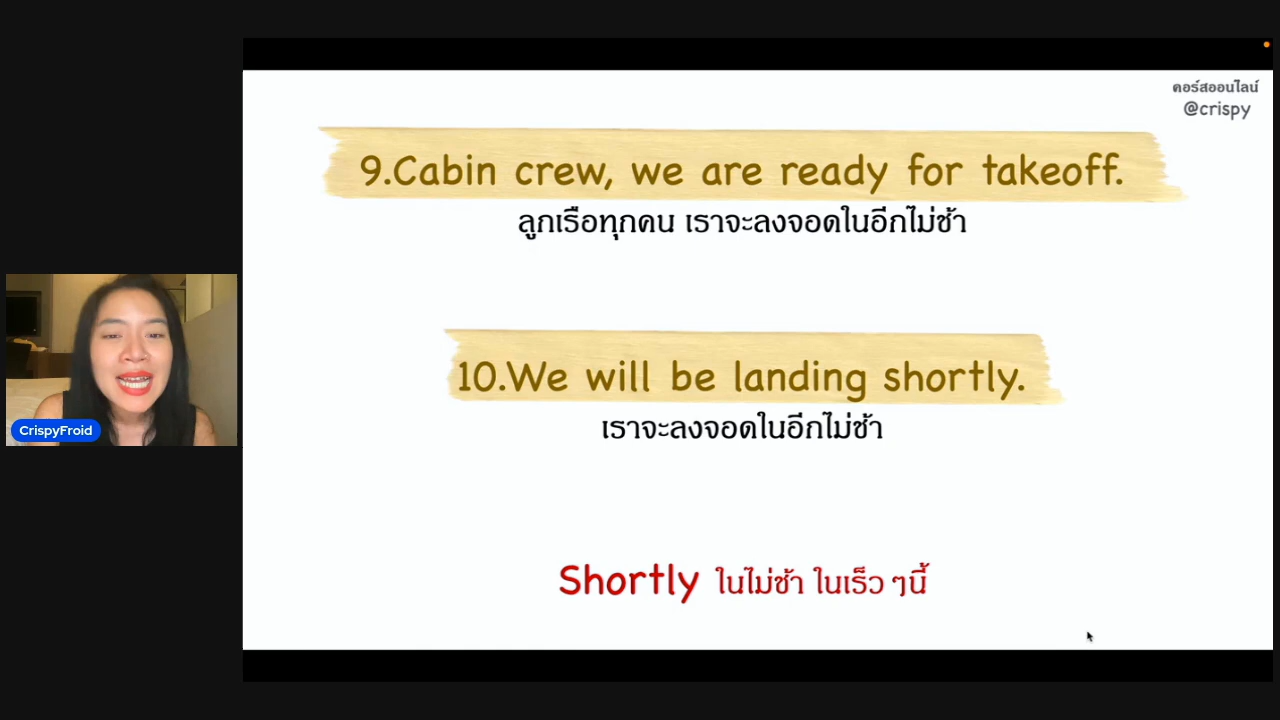 คอร์สออนไลน์
@crispy
9.Cabin crew, we are ready for takeoff.
ลูกเรือทุกคน เราจะลงจอดในอีกไม่ช้า
10.We will be landing shortly.
เราจะลงจอดในอีกไม่ช้า
CrispyFroid
Shortly ในไม่ช้า ในเร็ว ๆนี้